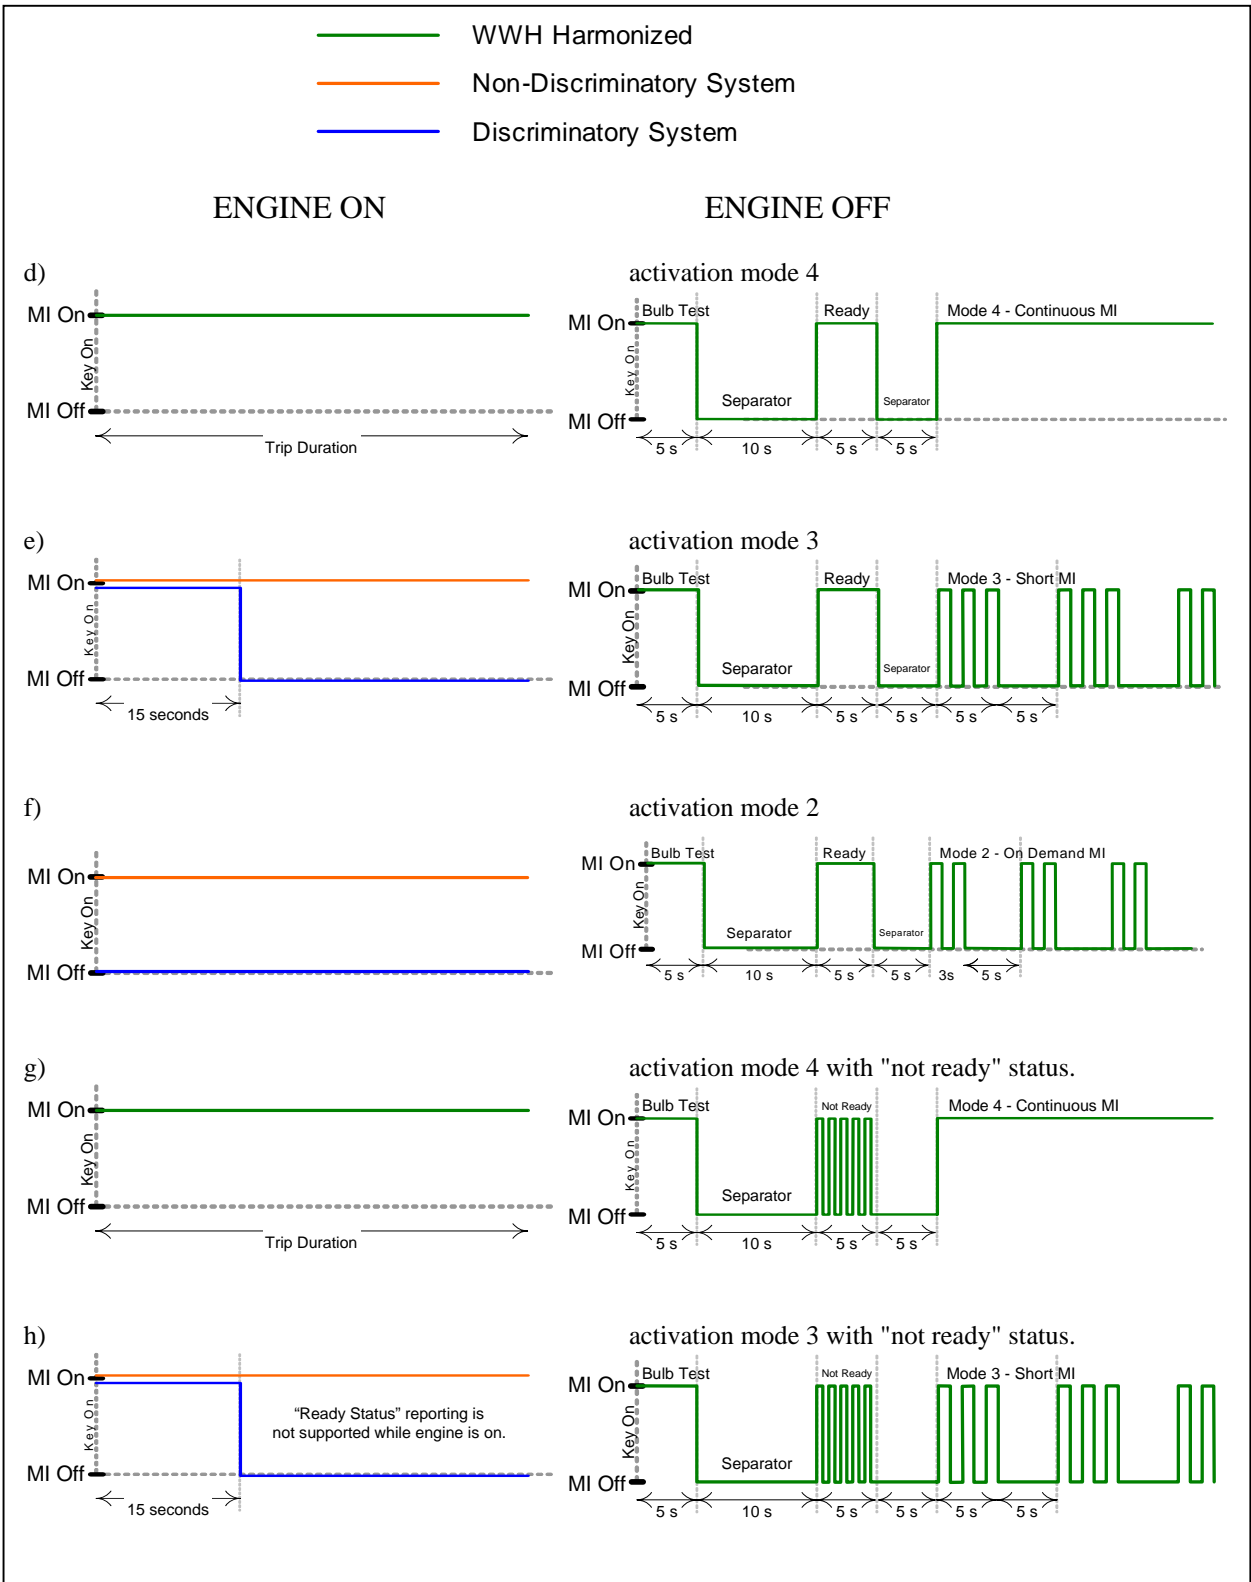 WWH Harmonized
Non-Discriminatory System
Discriminatory System
ENGINE ON
ENGINE OFF
d)
activation mode 4
MI On
Key On
MI Off
Trip Duration
MI On
Key On
MI Off
Bulb Test
Ready
Mode 4 - Continuous MI
Separator
Separator
5 s
10 s
5 s
5 s
e)
activation mode 3
MI On
Key On
MI Off
15 seconds
MI On
Key On
MI Off
Bulb Test
Ready
Mode 3 - Short MI
Separator
Separator
5 s
10 s
5 s
5 s
5 s
5 s
f)
activation mode 2
MI On
Key On
MI Off
MI On
Key On
MI Off
Bulb Test
Ready
Mode 2 - On Demand MI
Separator
Separator
5 s
10 s
5 s
5 s
3s
5 s
g)
activation mode 4 with "not ready" status.
MI On
Key On
MI Off
Trip Duration
MI On
Key On
MI Off
Bulb Test
Not Ready
Mode 4 - Continuous MI
Separator
5 s
10 s
5 s
5 s
h)
activation mode 3 with "not ready" status.
MI On
Key On
MI Off
15 seconds
“Ready Status” reporting is
not supported while engine is on.
MI On
Key On
MI Off
Bulb Test
Not Ready
Mode 3 - Short MI
Separator
5 s
10 s
5 s
5 s
5 s
5 s